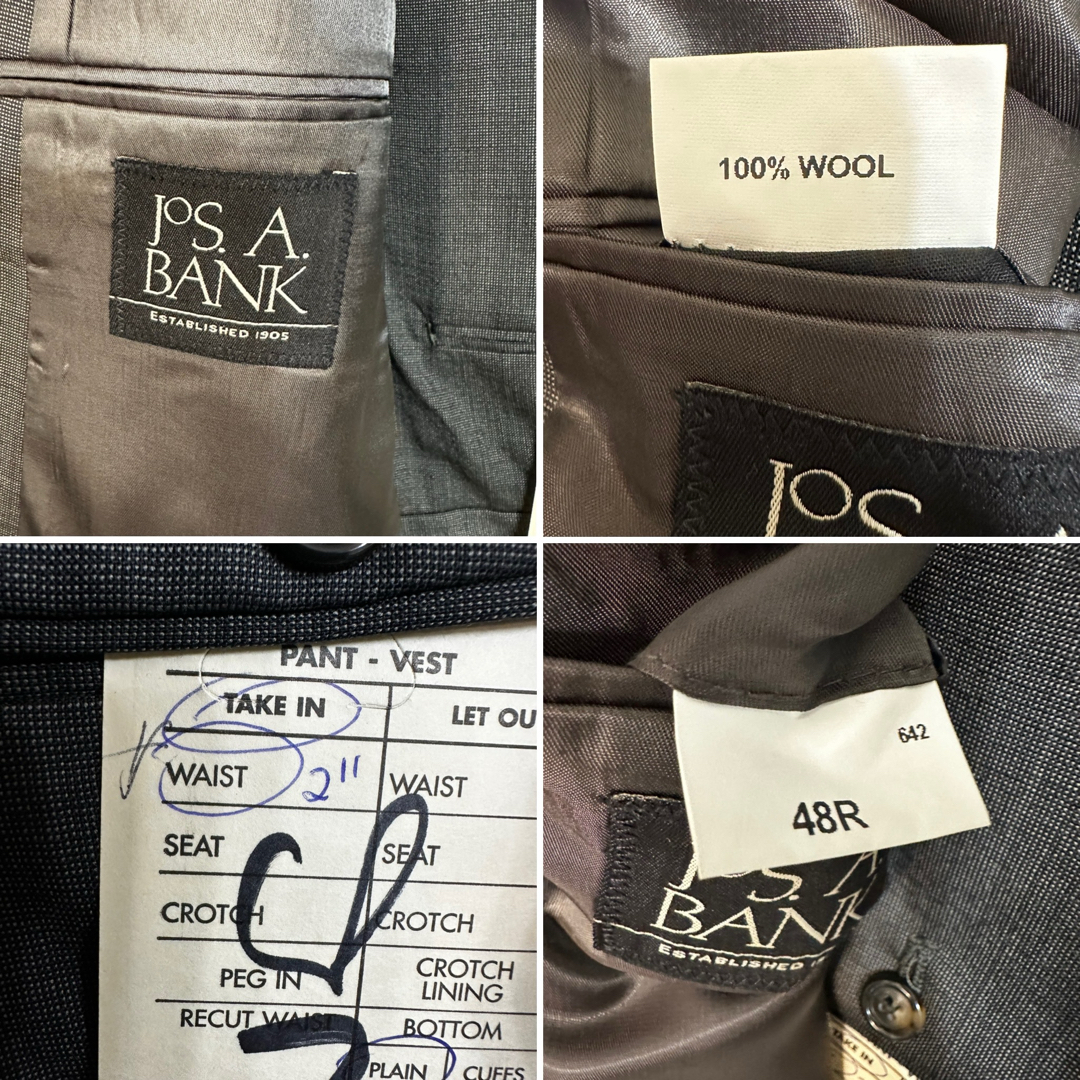 JOS. A.
BANK
ESTABLISHED 1905
100% WOOL
JOS
PANT - VEST
TAKE IN
LET OU
WAIST 2" WAIST
SEAT SEAT
CROTCH CROTCH
PEG IN CROTCH
LINING
RECUT WAIST BOTTOM
PLAIN CUFFS
642
48R
JOS. A
BANK
ESTABLISHED
TAKE IN